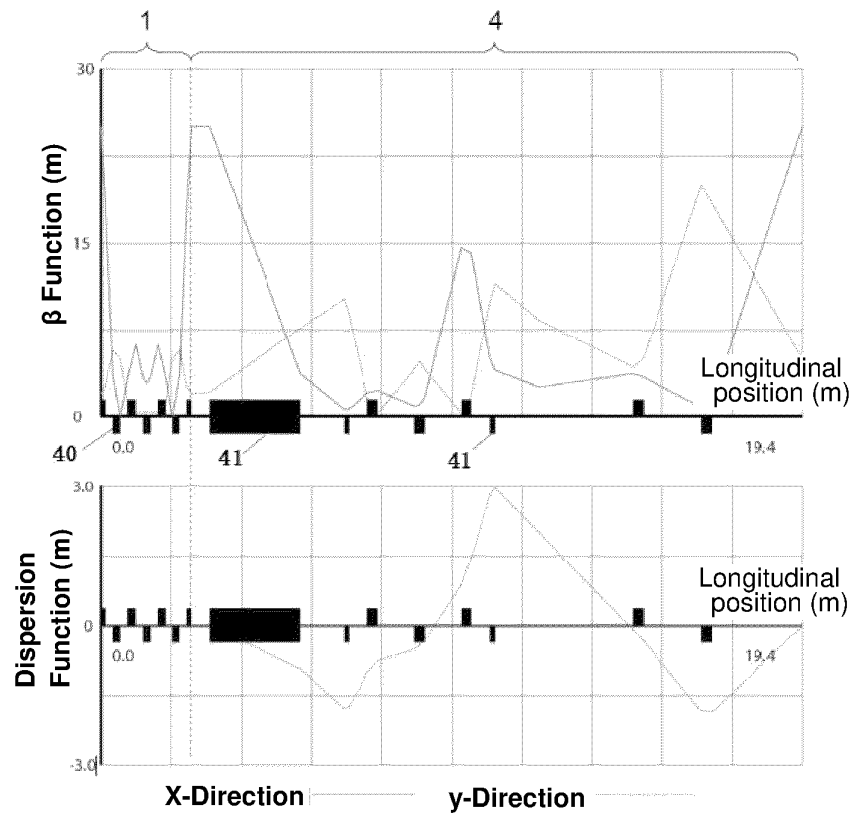 1
4
30
β Function (m)
15
Longitudinal
position (m)
0
40
0.0
41
41
19.4
3.0
Dispersion
Function (m)
Longitudinal
position (m)
0
0.0
19.4
-3.0
X-Direction
y-Direction